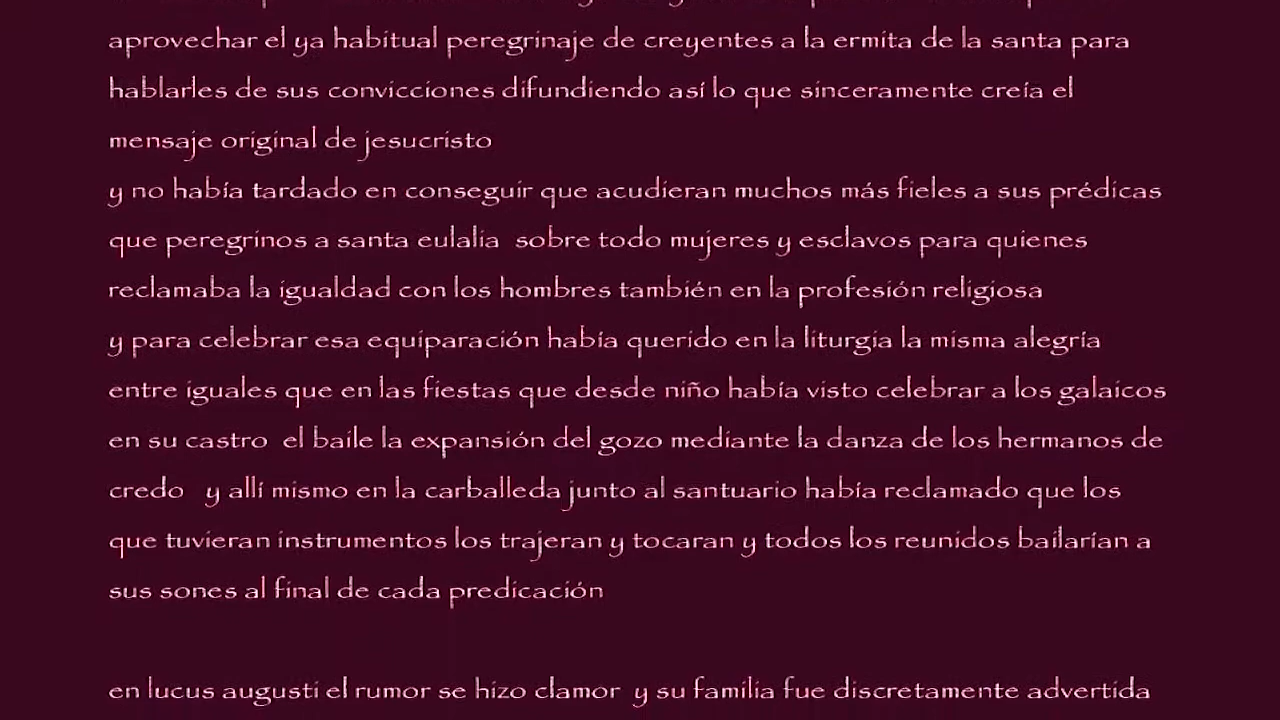 aprovechar el ya habitual peregrinaje de creyentes a la ermita de la santa para
hablarles de sus convicciones difundiendo así lo que sinceramente creía el
mensaje original de jesucristo
y no había tardado en conseguir que acudieran muchos más fieles a sus prédicas
que peregrinos a santa eulalia sobre todo mujeres y esclavos para quienes
reclamaba la igualdad con los hombres también en la profesión religiosa
y para celebrar esa equiparación había querido en la liturgia la misma alegría
entre iguales que en las fiestas que desde niño había visto celebrar a los galaicos
en su castro el baile la expansión del gozo mediante la danza de los hermanos de
credo y allí mismo en la carballeda junto al santuario había reclamado que los
que tuvieran instrumentos los trajeran y tocaran y todos los reunidos bailarían a
sus sones al final de cada predicación
en lucus augusti el rumor se hizo clamor y su familia fue discretamente advertida